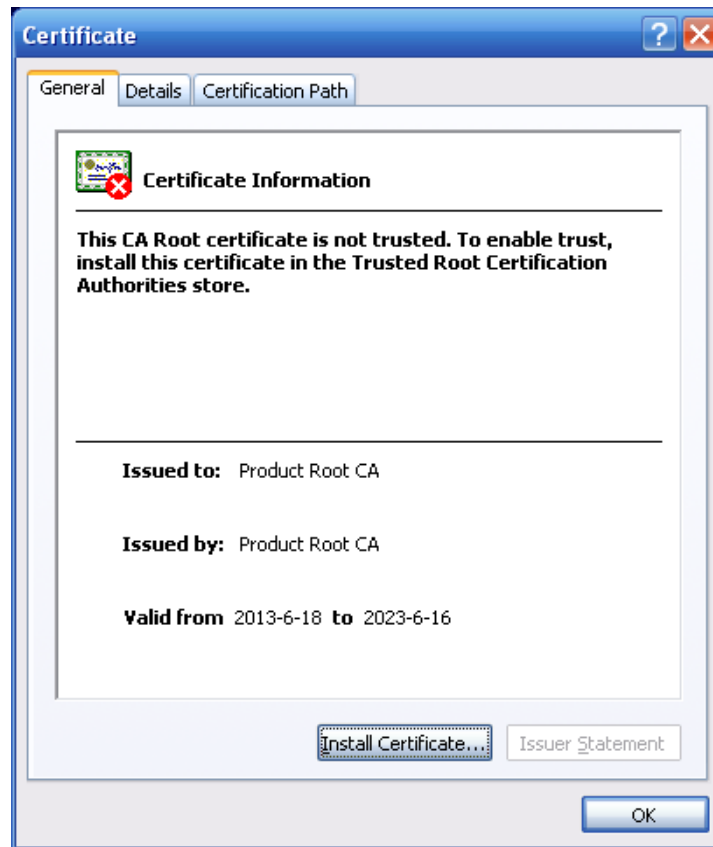 Certificate
General Details Certification Path
Certificate Information
This CA Root certificate is not trusted. To enable trust,
install this certificate in the Trusted Root Certification
Authorities store.
Issued to: Product Root CA
Issued by: Product Root CA
Valid from 2013-6-18 to 2023-6-16
Install Certificate... Issuer Statement
OK